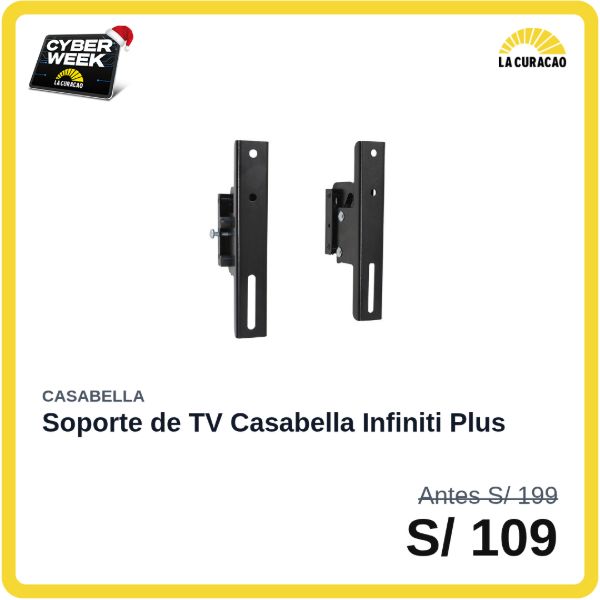 CYBER
WEEK
LA CURACAO
LA CURACAO
CASABELLA
Soporte de TV Casabella Infiniti Plus
Antes S/ 199
S/ 109